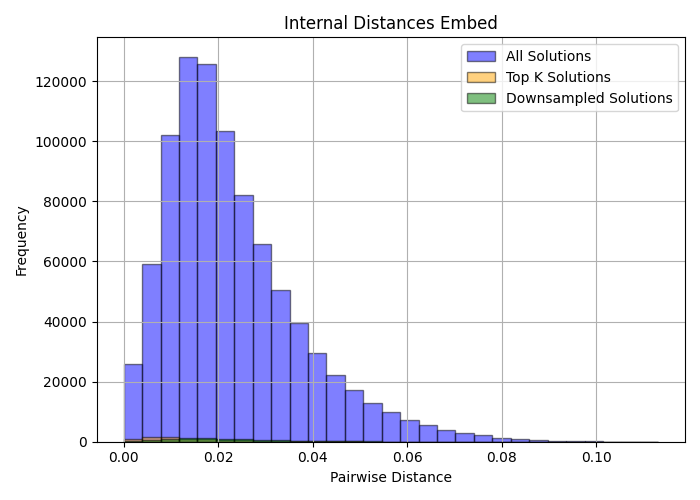 Internal Distances Embed
All Solutions
Top K Solutions
Downsampled Solutions
Frequency
120000
100000
80000
60000
40000
20000
0
0.00 0.02 0.04 0.06 0.08 0.10
Pairwise Distance